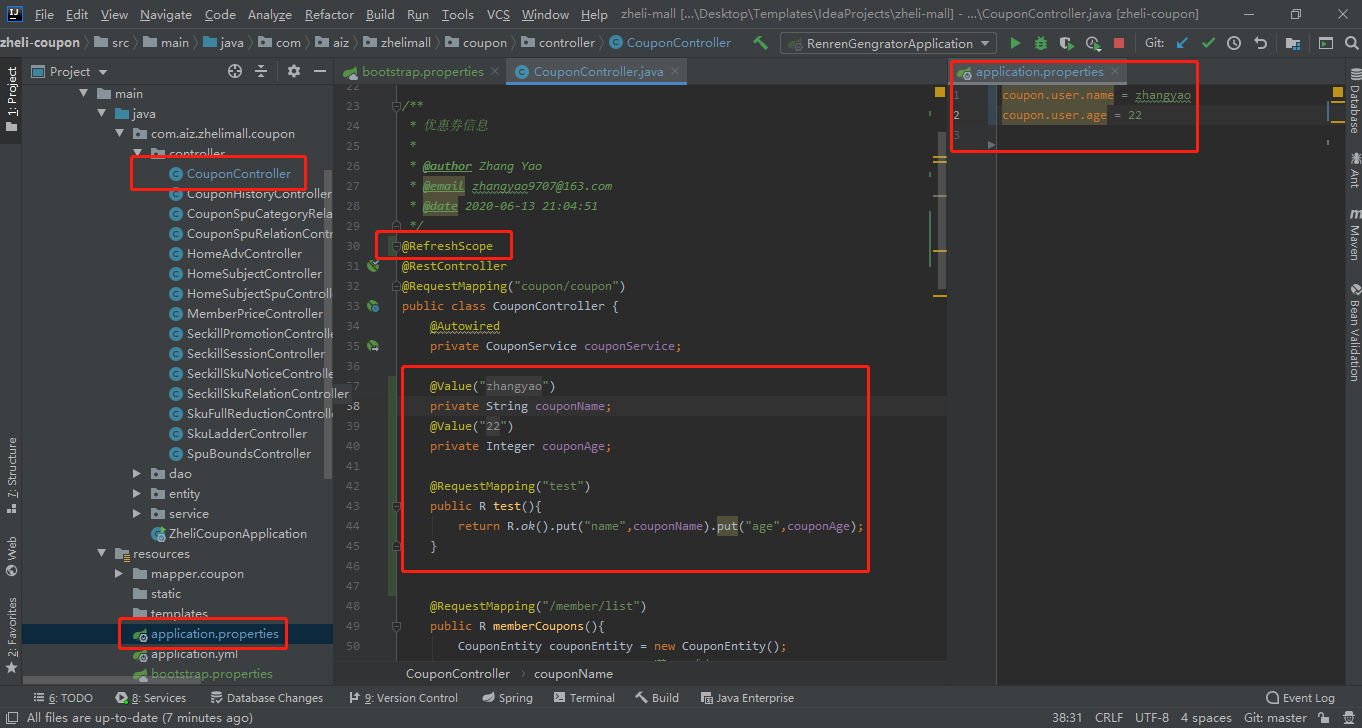 File Edit View Navigate Code Analyze Refactor Build Run Tools VCS Window Help zheli-mall [...\Desktop\Templates\IdeaProjects\zheli-mall] - ...\CouponController.java [zheli-coupon]
zheli-coupon src main java com aiz zhelimall coupon controller CouponController RenrenGengratorApplication Git:
1: Project
7: Structure
Web
2: Favorites
Project
main
java
com.aiz.zhelimall.coupon
controller
CouponController
CouponHistoryController
CouponSpuCategoryRela
CouponSpuRelationContr
HomeAdvController
HomeSubjectController
HomeSubjectSpuControll
MemberPriceController
SeckillPromotionControlle
SeckillSessionController
SeckillSkuNoticeControlle
SeckillSkuRelationController
SkuFullReductionControlle
SkuLadderController
SpuBoundsController
dao
entity
service
ZheliCouponApplication
resources
mapper.coupon
static
templates
application.properties
application.yml
bootstrap.properties
bootstrap.properties CouponController.java
22
23 /**
24 * 优惠券信息
25 *
26 * @author Zhang Yao
27 * @email zhangyao9707@163.com
28 * @date 2020-06-13 21:04:51
29 */
30 @RefreshScope
31 @RestController
32 @RequestMapping("coupon/coupon")
33 public class CouponController {
34 @Autowired
35 private CouponService couponService;
36
37 @Value("zhangyao")
38 private String couponName;
39 @Value("22")
40 private Integer couponAge;
41
42 @RequestMapping("test")
43 public R test(){
44 return R.ok().put("name",couponName).put("age",couponAge);
45 }
46
47
48 @RequestMapping("/member/list")
49 public R memberCoupons(){
50 CouponEntity couponEntity = new CouponEntity();
CouponController couponName
application.properties
1 coupon.user.name = zhangyao
2 coupon.user.age = 22
3
Database
Ant
Maven
Bean Validation
6: TODO 8: Services Database Changes 9: Version Control Spring Terminal Build Java Enterprise Event Log
All files are up-to-date (7 minutes ago) 38:31 CRLF UTF-8 4 spaces Git: master